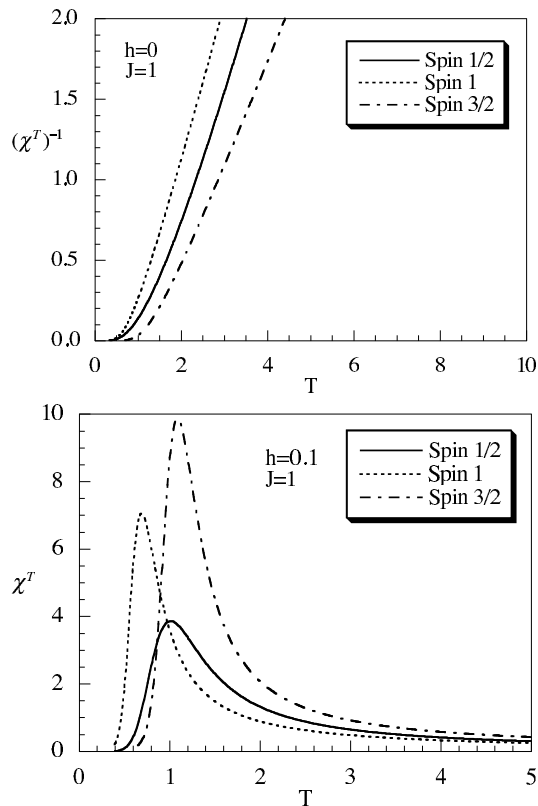 2.0
h=0
J=1
Spin 1/2
Spin 1
Spin 3/2
1.5
(χᵀ)⁻¹
1.0
0.5
0.0
0 2 4 6 8 10
T
10
h=0.1
J=1
Spin 1/2
Spin 1
Spin 3/2
8
6
χᵀ
4
2
0
0 1 2 3 4 5
T